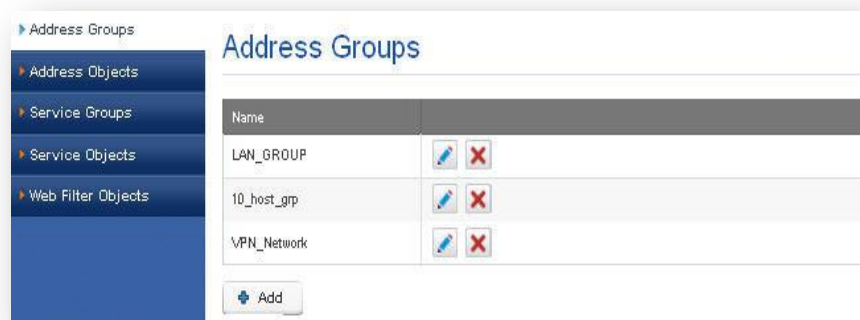 Address Groups
Address Objects
Service Groups
Service Objects
Web Filter Objects
Address Groups
Name
LAN_GROUP
10_host_grp
VPN_Network
Add